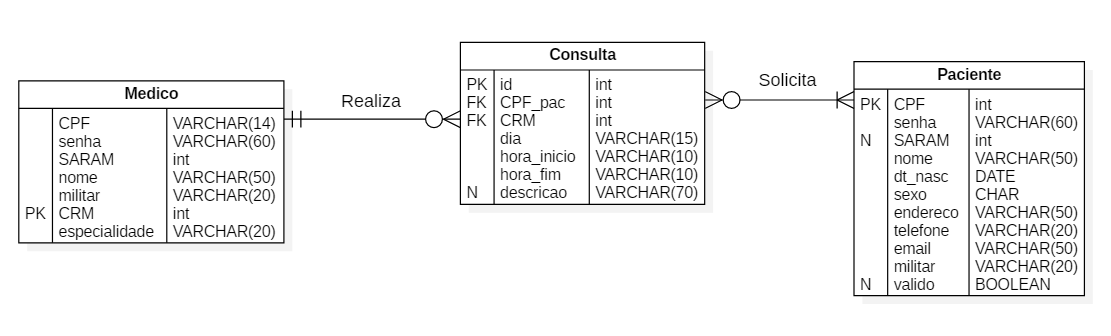 Medico
CPF VARCHAR(14)
senha VARCHAR(60)
SARAM int
nome VARCHAR(50)
militar VARCHAR(20)
PK CRM int
especialidade VARCHAR(20)
Realiza
Consulta
PK id int
FK CPF_pac int
FK CRM int
dia VARCHAR(15)
hora_inicio VARCHAR(10)
hora_fim VARCHAR(10)
N descricao VARCHAR(70)
Solicita
Paciente
PK CPF int
senha VARCHAR(60)
N SARAM int
nome VARCHAR(50)
dt_nasc DATE
sexo CHAR
endereco VARCHAR(50)
telefone VARCHAR(20)
email VARCHAR(50)
militar VARCHAR(20)
N valido BOOLEAN